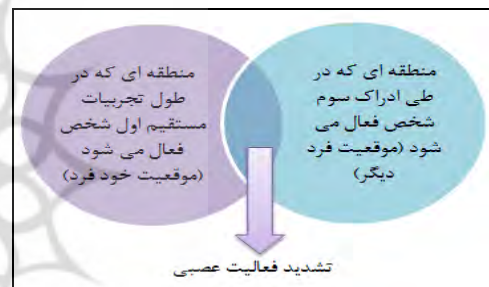 منطقه ای که در
طی ادراک سوم
شخص فعال می
شود (موقعیت فرد
دیگر)
منطقه ای که در
طول تجربیات
مستقیم اول شخص
فعال می شود
(موقعیت خود فرد)
تشدید فعالیت عصبی